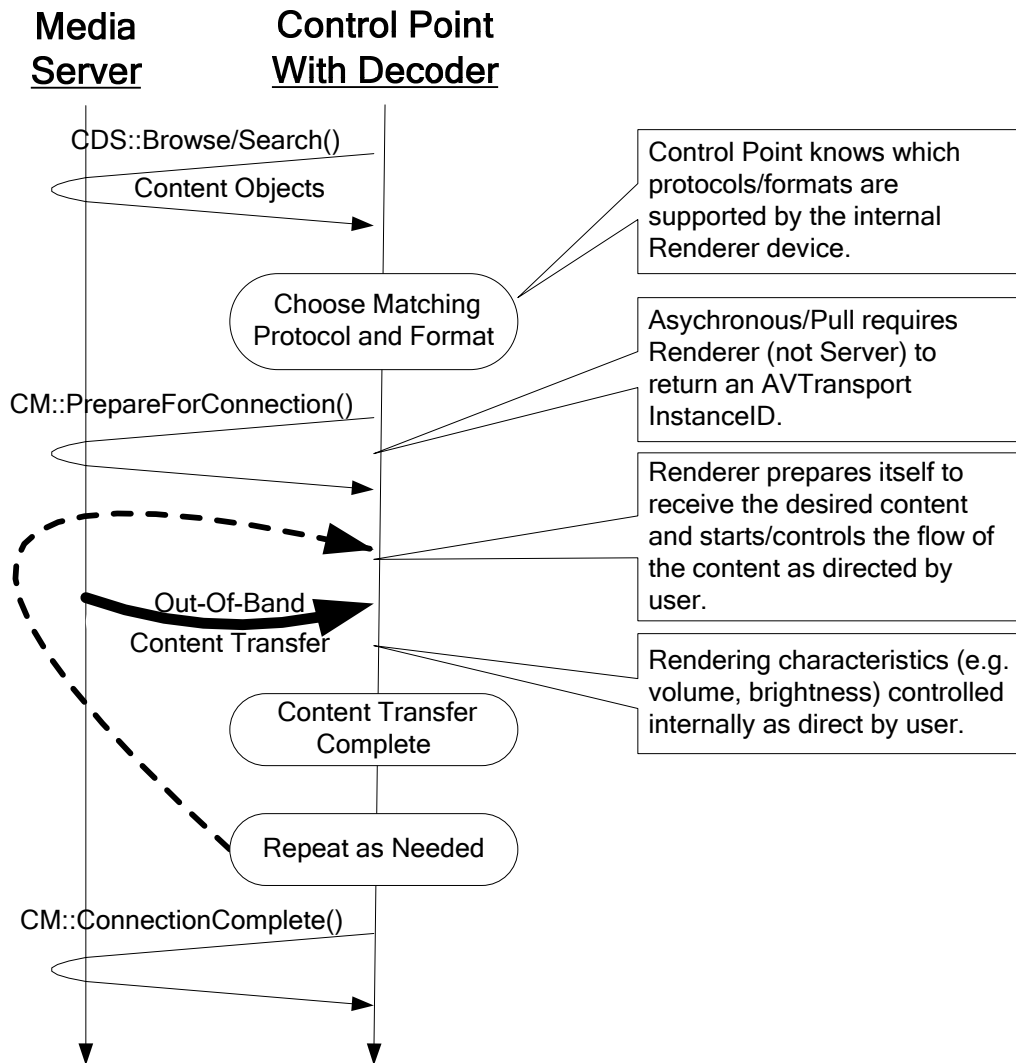 Media
Server
Control Point
With Decoder
CDS::Browse/Search()
Content Objects
Control Point knows which
protocols/formats are
supported by the internal
Renderer device.
Choose Matching
Protocol and Format
Asychronous/Pull requires
Renderer (not Server) to
return an AVTransport
InstanceID.
CM::PrepareForConnection()
Renderer prepares itself to
receive the desired content
and starts/controls the flow of
the content as directed by
user.
Out-Of-Band
Content Transfer
Rendering characteristics (e.g.
volume, brightness) controlled
internally as direct by user.
Content Transfer
Complete
Repeat as Needed
CM::ConnectionComplete()